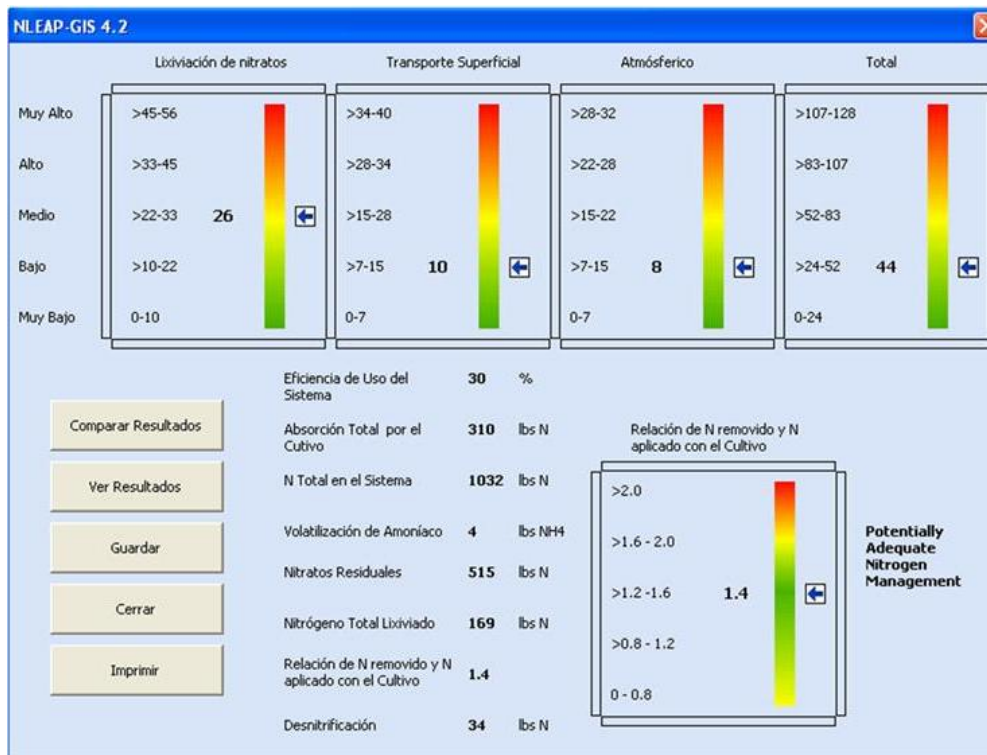 NLEAP-GIS 4.2
Lixiviación de nitratos Transporte Superficial Atmósferico Total
Muy Alto >45-56 >34-40 >28-32 >107-128
Alto >33-45 >28-34 >22-28 >83-107
Medio >22-33 26 >15-28 >15-22 >52-83
Bajo >10-22 >7-15 10 >7-15 8 >24-52 44
Muy Bajo 0-10 0-7 0-7 0-24
Comparar Resultados
Ver Resultados
Guardar
Cerrar
Imprimir
Eficiencia de Uso del 30 %
Sistema
Absorción Total por el 310 lbs N
Cutivo
N Total en el Sistema 1032 lbs N
Volatilización de Amoníaco 4 lbs NH4
Nitratos Residuales 515 lbs N
Nitrógeno Total Lixiviado 169 lbs N
Relación de N removido y N
aplicado con el Cultivo 1.4
Desnitrificación 34 lbs N
Relación de N removido y N
aplicado con el Cultivo
>2.0
>1.6 - 2.0
>1.2 -1.6 1.4
>0.8 - 1.2
0 - 0.8
Potentially
Adequate
Nitrogen
Management